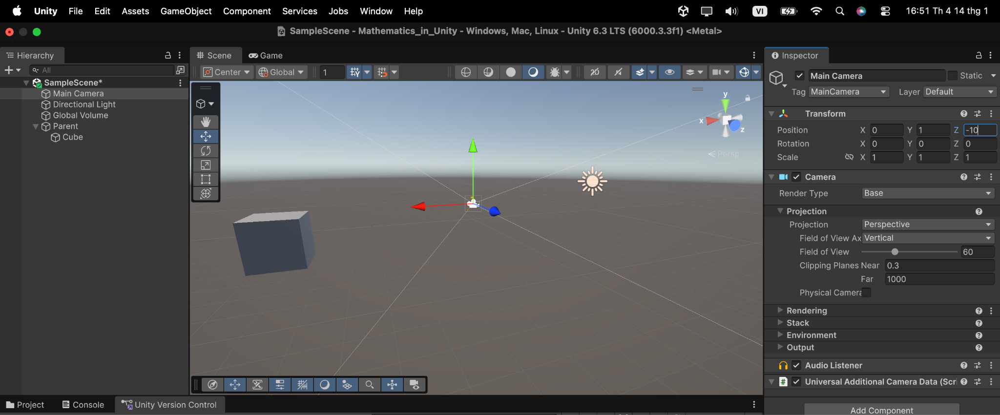 Unity File Edit Assets GameObject Component Services Jobs Window Help VI 16:51 Th 4 14 thg 1
SampleScene - Mathematics_in_Unity - Windows, Mac, Linux - Unity 6.3 LTS (6000.3.3f1) <Metal>
Hierarchy
All
SampleScene*
Main Camera
Directional Light
Global Volume
Parent
Cube
Scene Game
Center Global 1 2D
y
x
z
Persp
Inspector
Main Camera Static
Tag MainCamera Layer Default
Transform
Position X 0 Y 1 Z -10
Rotation X 0 Y 0 Z 0
Scale X 1 Y 1 Z 1
Camera
Render Type Base
Projection
Projection Perspective
Field of View Ax Vertical
Field of View 60
Clipping Planes Near 0.3
Far 1000
Physical Camera
Rendering
Stack
Environment
Output
Audio Listener
# Universal Additional Camera Data (Scri
Add Component
Project Console Unity Version Control